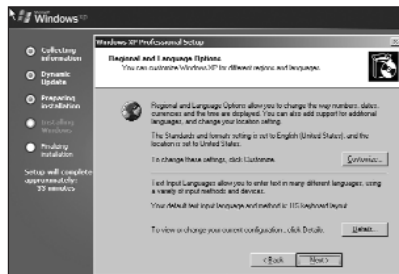 Microsoft
Windows xp
Collecting
information
Dynamic
Update
Preparing
installation
Installing
Windows
Finalizing
installation
Setup will complete
approximately:
33 minutes
Windows XP Professional Setup
Regional and Language Options
You can customize Windows XP for different regions and languages.
Regional and Language Options allow you to change the way numbers, dates,
currencies and the time are displayed. You can also add support for additional
languages, and change your location setting.
The Standards and formats setting is set to English (United States), and the
location is set to United States.
To change these settings, click Customize.
Customize...
Text Input Languages allow you to enter text in many different languages, using
a variety of input methods and devices.
Your default text input language and method is: US keyboard layout
To view or change your current configuration, click Details.
Details...
< Back
Next >